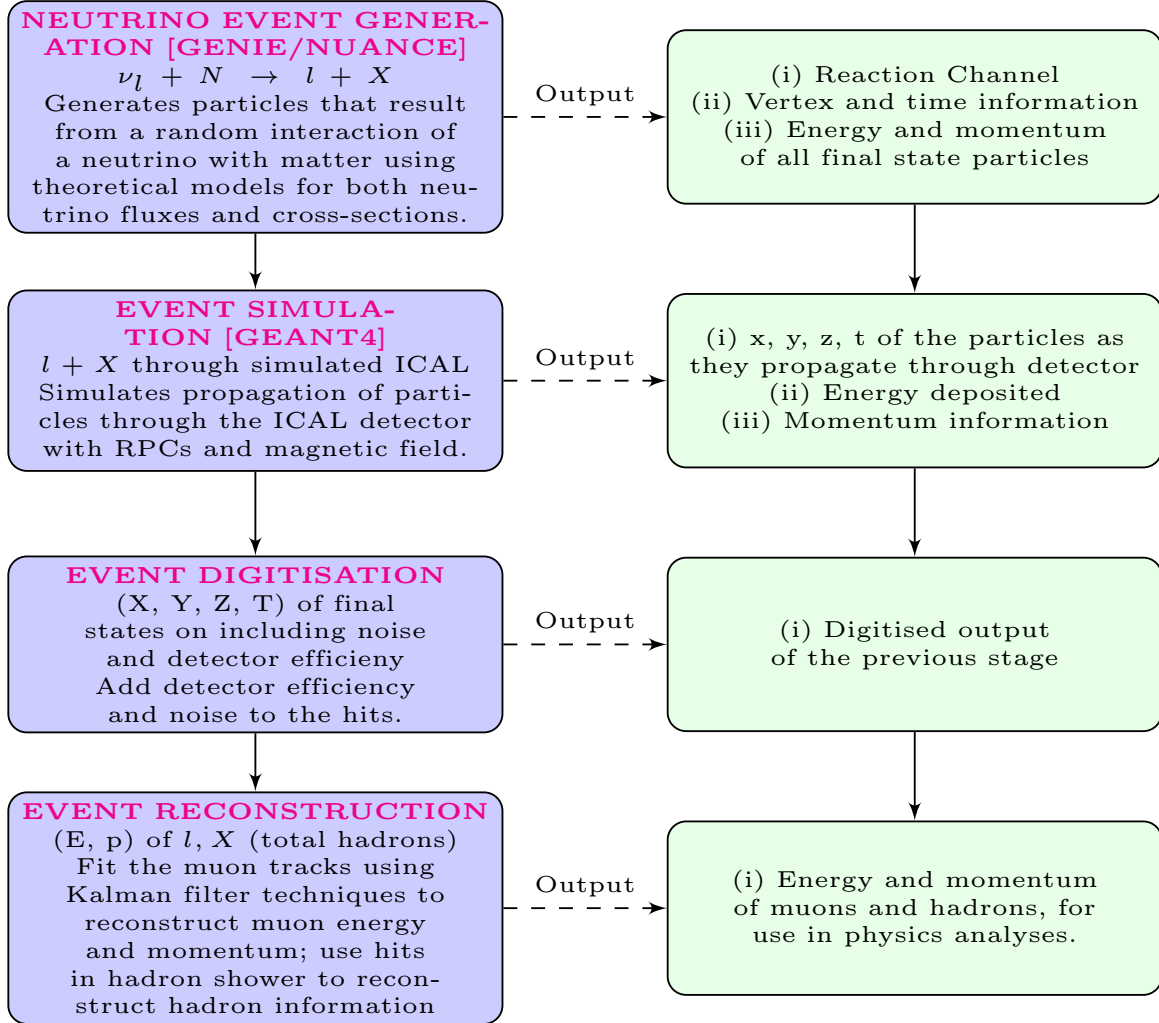 NEUTRINO EVENT GENER-
ATION [GENIE/NUANCE]
ν_l + N → l + X
Generates particles that result
from a random interaction of
a neutrino with matter using
theoretical models for both neu-
trino fluxes and cross-sections.
Output
(i) Reaction Channel
(ii) Vertex and time information
(iii) Energy and momentum
of all final state particles
EVENT SIMULA-
TION [GEANT4]
l + X through simulated ICAL
Simulates propagation of parti-
cles through the ICAL detector
with RPCs and magnetic field.
Output
(i) x, y, z, t of the particles as
they propagate through detector
(ii) Energy deposited
(iii) Momentum information
EVENT DIGITISATION
(X, Y, Z, T) of final
states on including noise
and detector efficieny
Add detector efficiency
and noise to the hits.
Output
(i) Digitised output
of the previous stage
EVENT RECONSTRUCTION
(E, p) of l, X (total hadrons)
Fit the muon tracks using
Kalman filter techniques to
reconstruct muon energy
and momentum; use hits
in hadron shower to recon-
struct hadron information
Output
(i) Energy and momentum
of muons and hadrons, for
use in physics analyses.